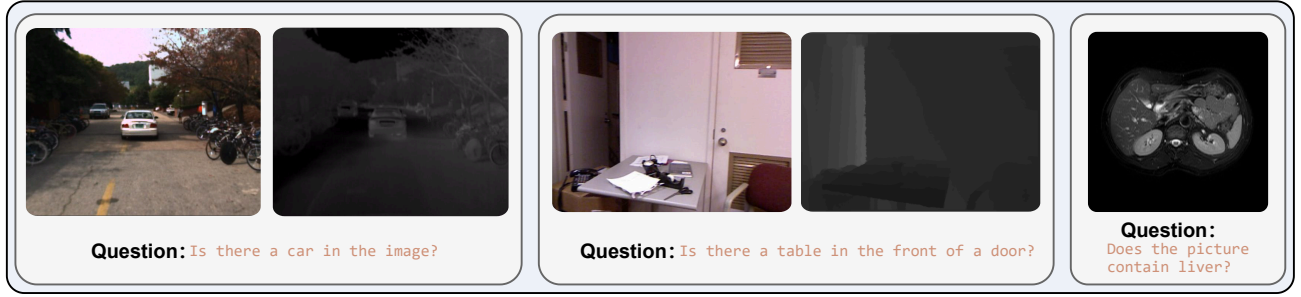 Question: Is there a car in the image?
Question: Is there a table in the front of a door?
Question:
Does the picture
contain liver?